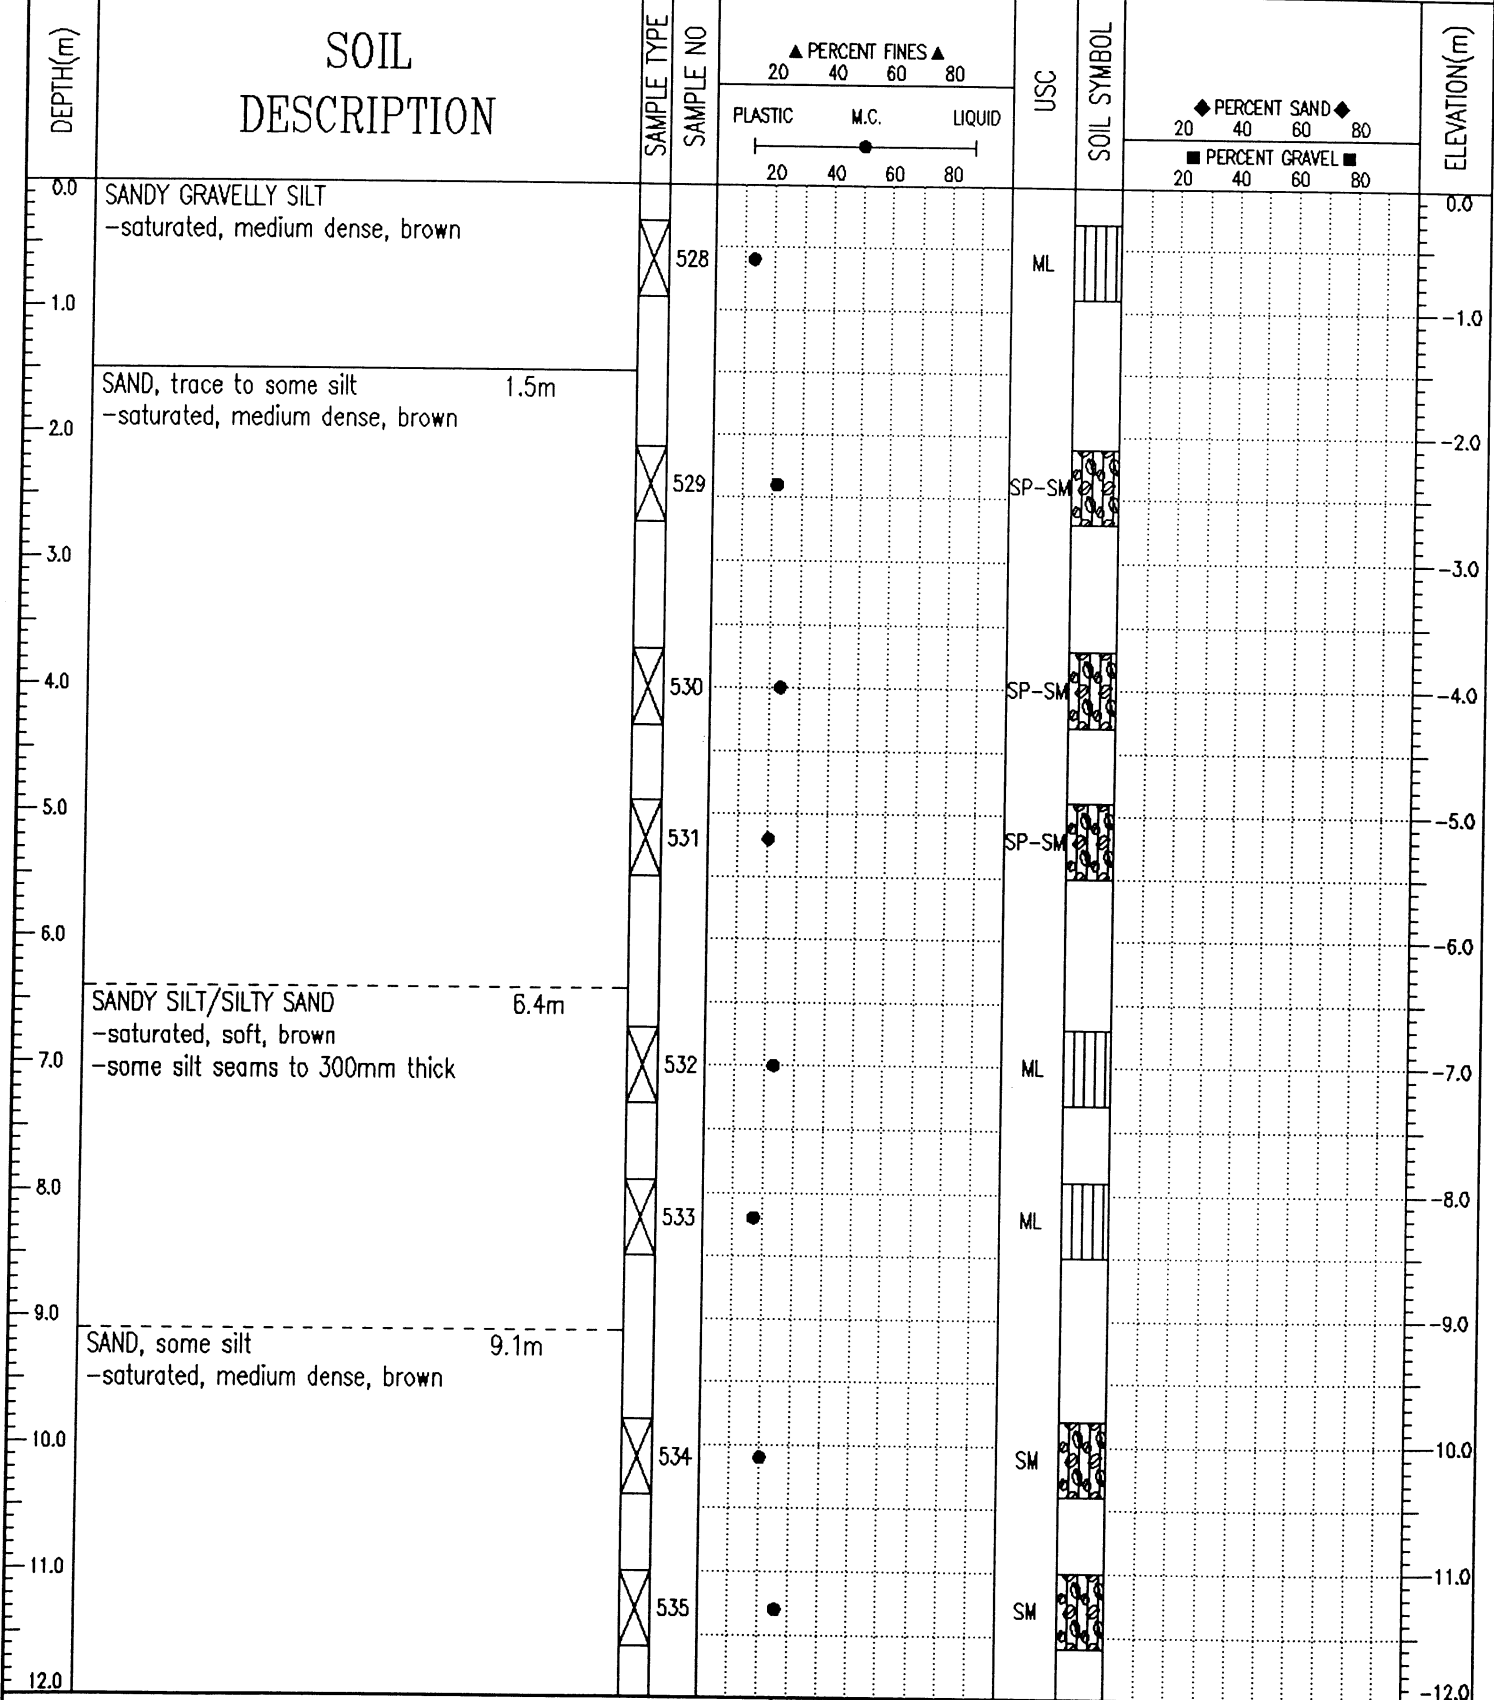 DEPTH(m)
SOIL
DESCRIPTION
SAMPLE TYPE
SAMPLE NO
▲ PERCENT FINES ▲
20 40 60 80
PLASTIC M.C. LIQUID
20 40 60 80
USC
SOIL SYMBOL
◆ PERCENT SAND ◆
20 40 60 80
■ PERCENT GRAVEL ■
20 40 60 80
ELEVATION(m)
0.0 SANDY GRAVELLY SILT 0.0
-saturated, medium dense, brown
528 ML
1.0 -1.0
SAND, trace to some silt 1.5m
-saturated, medium dense, brown
2.0 -2.0
529 SP-SM
3.0 -3.0
4.0 530 SP-SM -4.0
5.0 -5.0
531 SP-SM
6.0 -6.0
SANDY SILT/SILTY SAND 6.4m
-saturated, soft, brown
7.0 -some silt seams to 300mm thick 532 ML -7.0
8.0 -8.0
533 ML
9.0 -9.0
SAND, some silt 9.1m
-saturated, medium dense, brown
10.0 -10.0
534 SM
11.0 -11.0
535 SM
12.0 -12.0